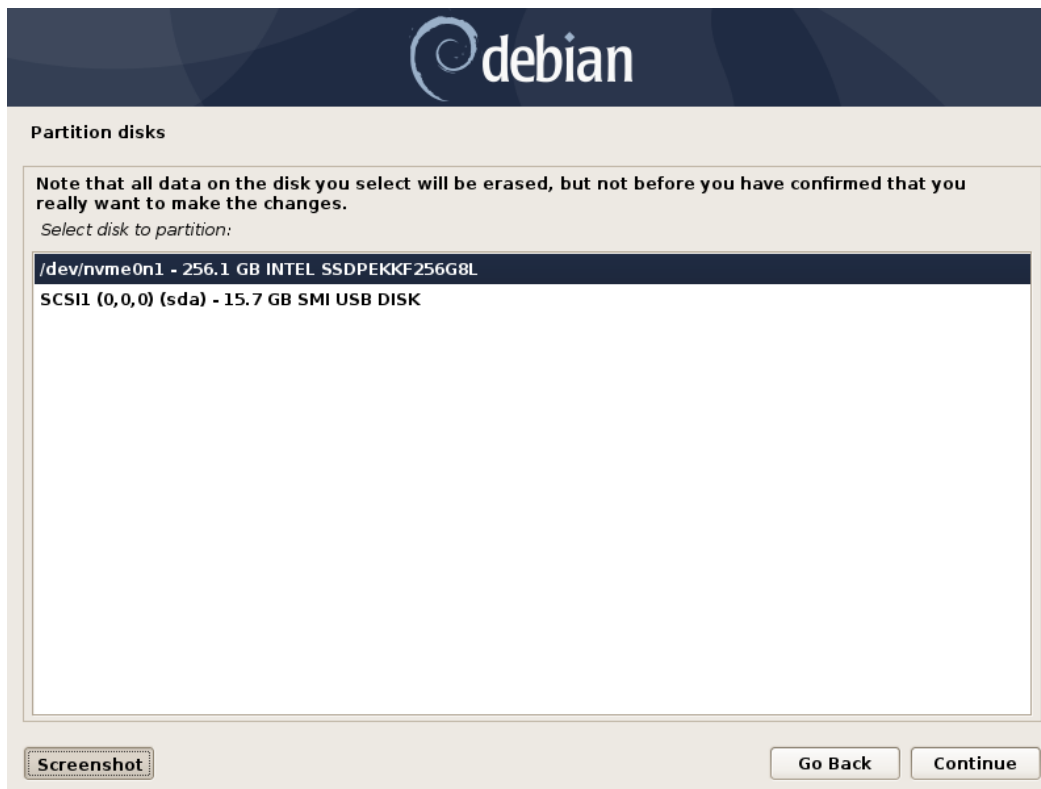 debian
Partition disks
Note that all data on the disk you select will be erased, but not before you have confirmed that you
really want to make the changes.
Select disk to partition:
/dev/nvme0n1 - 256.1 GB INTEL SSDPEKKF256G8L
SCSI1 (0,0,0) (sda) - 15.7 GB SMI USB DISK
Screenshot
Go Back
Continue